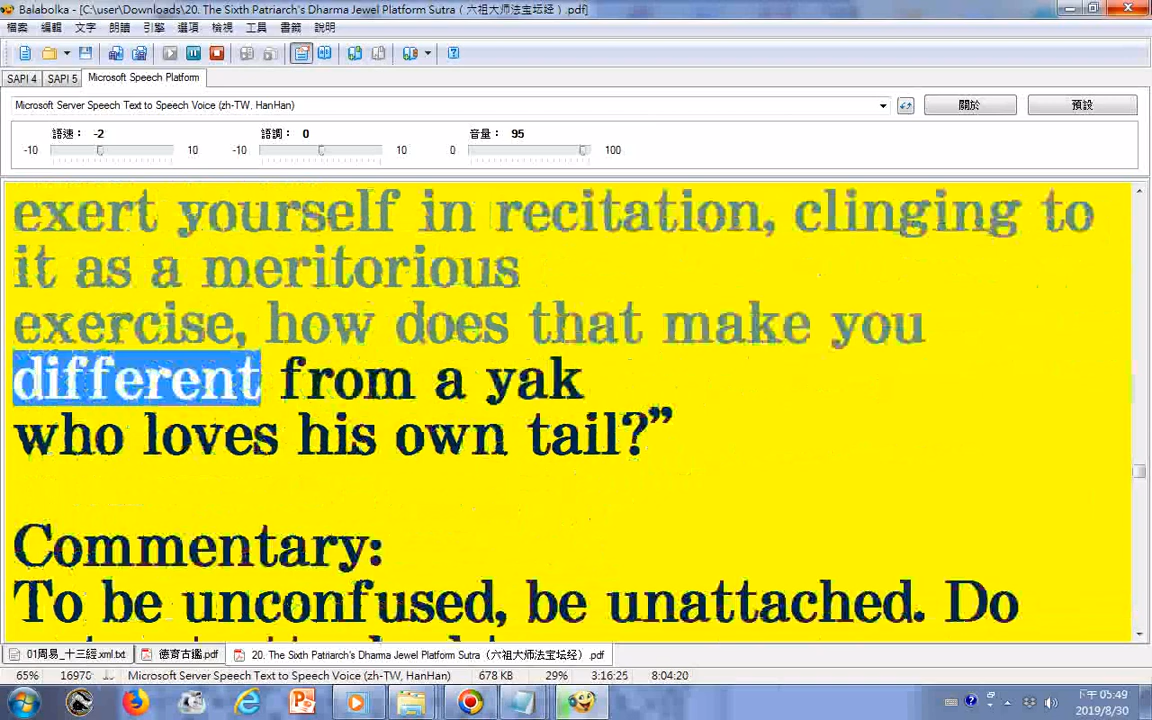 Balabolka - [C:\user\Downloads\20. The Sixth Patriarch's Dharma Jewel Platform Sutra（六祖大师法宝坛经）.pdf]
檔案 編輯 文字 朗讀 引擎 選項 檢視 工具 書籤 說明
SAPI 4 SAPI 5 Microsoft Speech Platform
Microsoft Server Speech Text to Speech Voice (zh-TW, HanHan) 關於 預設
語速： -2 語調： 0 音量： 95
-10 10 -10 10 0 100
exert yourself in recitation, clinging to
it as a meritorious
exercise, how does that make you
different from a yak
who loves his own tail?”
Commentary:
To be unconfused, be unattached. Do
01周易_十三經.xml.txt 德育古鑑.pdf 20. The Sixth Patriarch's Dharma Jewel Platform Sutra（六祖大师法宝坛经）.pdf
65% 16970 Microsoft Server Speech Text to Speech Voice (zh-TW, HanHan) 678 KB 29% 3:16:25 8:04:20
下午 05:49
2019/8/30